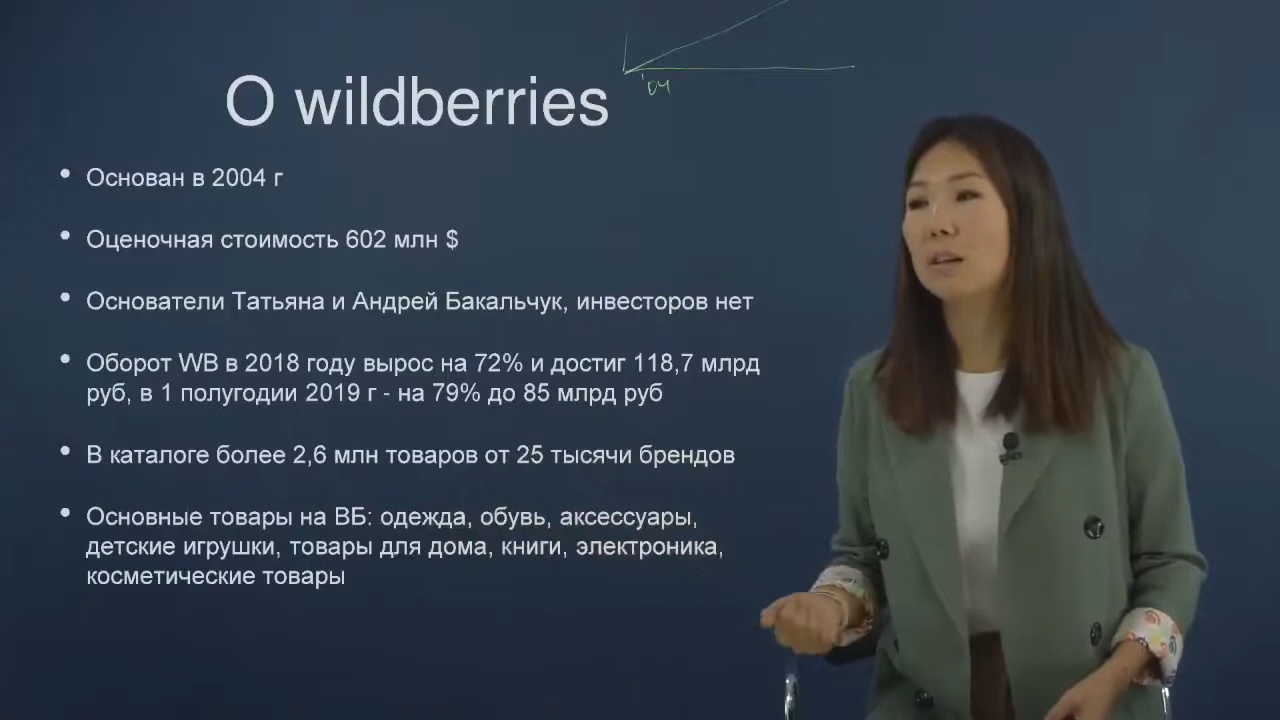 '04
О wildberries
• Основан в 2004 г
• Оценочная стоимость 602 млн $
• Основатели Татьяна и Андрей Бакальчук, инвесторов нет
• Оборот WB в 2018 году вырос на 72% и достиг 118,7 млрд
руб, в 1 полугодии 2019 г - на 79% до 85 млрд руб
• В каталоге более 2,6 млн товаров от 25 тысячи брендов
• Основные товары на ВБ: одежда, обувь, аксессуары,
детские игрушки, товары для дома, книги, электроника,
косметические товары